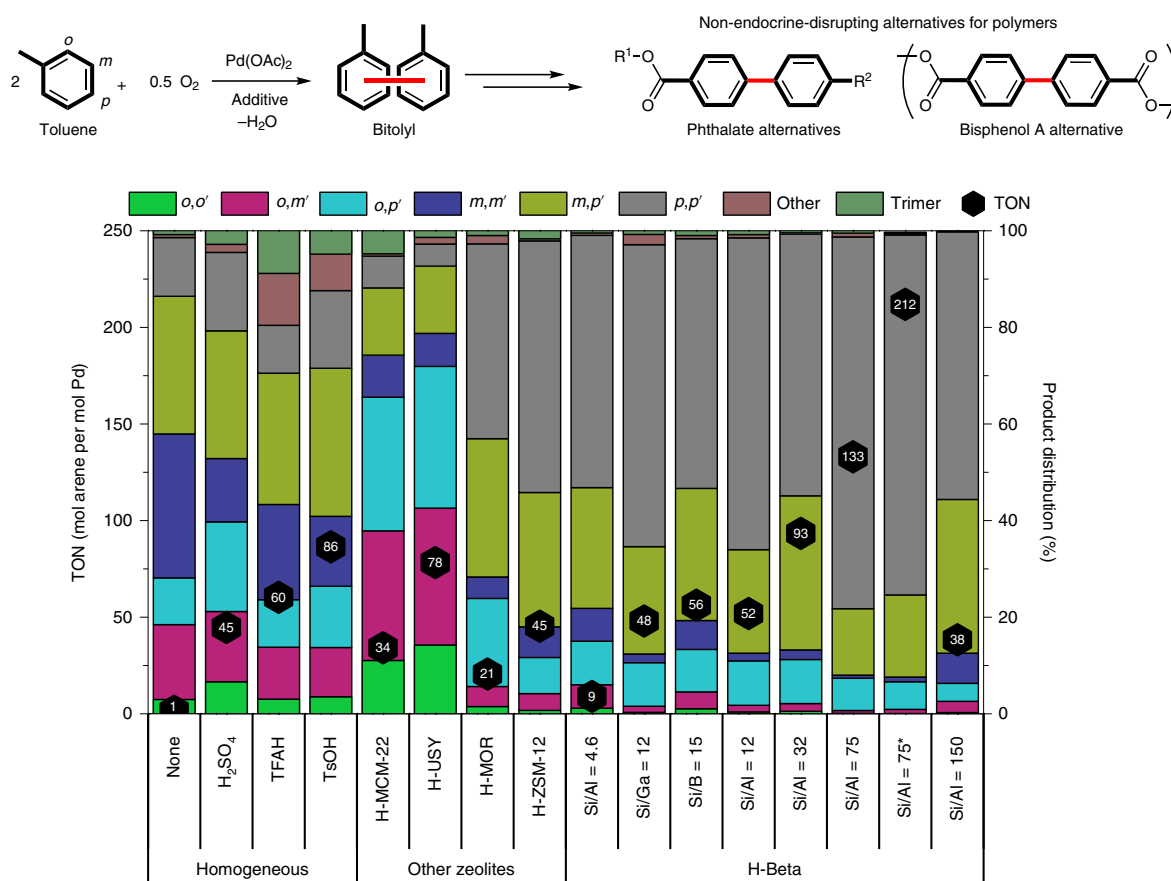 Non-endocrine-disrupting alternatives for polymers
2
o
m
p
Toluene
+
0.5 O₂
Pd(OAc)₂
Additive
–H₂O
Bitolyl
R¹
O
O
R²
Phthalate alternatives
O
O
O
O
Bisphenol A alternative
o,o′
o,m′
o,p′
m,m′
m,p′
p,p′
Other
Trimer
TON
TON (mol arene per mol Pd)
250
200
150
100
50
0
1
45
60
86
34
78
21
45
9
48
56
52
93
133
212
38
100
80
60
40
20
0
Product distribution (%)
None
H₂SO₄
TFAH
TsOH
H-MCM-22
H-USY
H-MOR
H-ZSM-12
Si/Al = 4.6
Si/Ga = 12
Si/B = 15
Si/Al = 12
Si/Al = 32
Si/Al = 75
Si/Al = 75*
Si/Al = 150
Homogeneous
Other zeolites
H-Beta